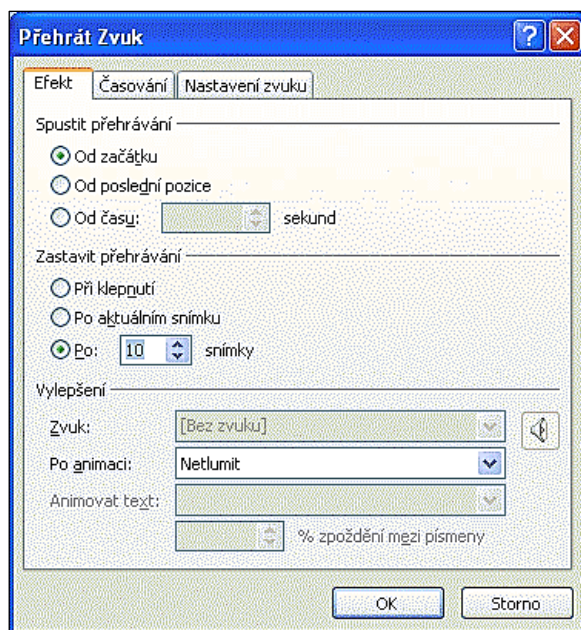 Přehrát Zvuk
Efekt Časování Nastavení zvuku
Spustit přehrávání
Od začátku
Od poslední pozice
Od času: sekund
Zastavit přehrávání
Při klepnutí
Po aktuálním snímku
Po: 10 snímky
Vylepšení
Zvuk: [Bez zvuku]
Po animaci: Netlumit
Animovat text:
% zpoždění mezi písmeny
OK Storno